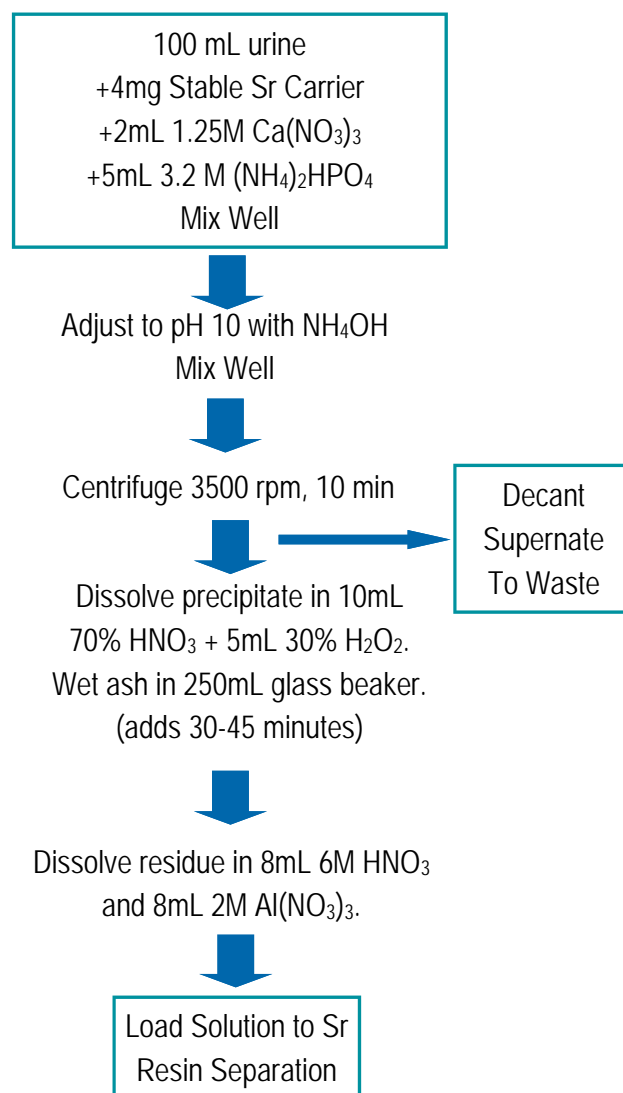 100 mL urine
+4mg Stable Sr Carrier
+2mL 1.25M Ca(NO₃)₃
+5mL 3.2 M (NH₄)₂HPO₄
Mix Well
Adjust to pH 10 with NH₄OH
Mix Well
Centrifuge 3500 rpm, 10 min
Decant
Supernate
To Waste
Dissolve precipitate in 10mL
70% HNO₃ + 5mL 30% H₂O₂.
Wet ash in 250mL glass beaker.
(adds 30-45 minutes)
Dissolve residue in 8mL 6M HNO₃
and 8mL 2M Al(NO₃)₃.
Load Solution to Sr
Resin Separation